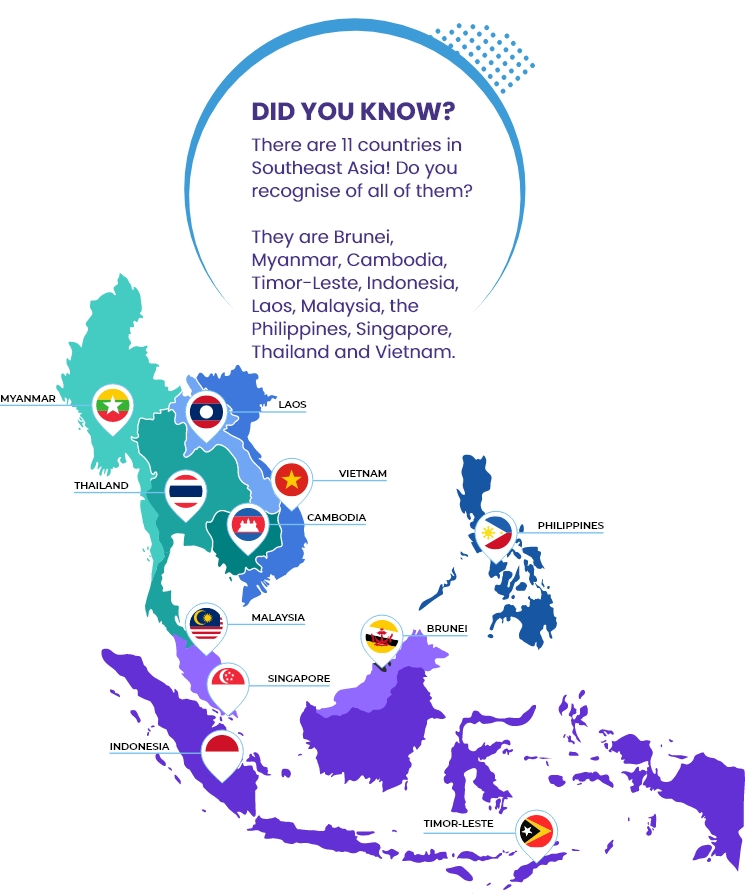 DID YOU KNOW?
There are 11 countries in
Southeast Asia! Do you
recognise of all of them?
They are Brunei,
Myanmar, Cambodia,
Timor-Leste, Indonesia,
Laos, Malaysia, the
Philippines, Singapore,
Thailand and Vietnam.
MYANMAR
LAOS
VIETNAM
THAILAND
CAMBODIA
PHILIPPINES
MALAYSIA
BRUNEI
SINGAPORE
INDONESIA
TIMOR-LESTE